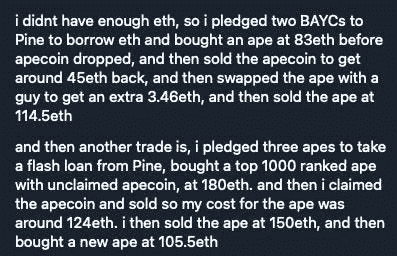 i didnt have enough eth, so i pledged two BAYCs to
Pine to borrow eth and bought an ape at 83eth before
apecoin dropped, and then sold the apecoin to get
around 45eth back, and then swapped the ape with a
guy to get an extra 3.46eth, and then sold the ape at
114.5eth
and then another trade is, i pledged three apes to take
a flash loan from Pine, bought a top 1000 ranked ape
with unclaimed apecoin, at 180eth. and then i claimed
the apecoin and sold so my cost for the ape was
around 124eth. i then sold the ape at 150eth, and then
bought a new ape at 105.5eth